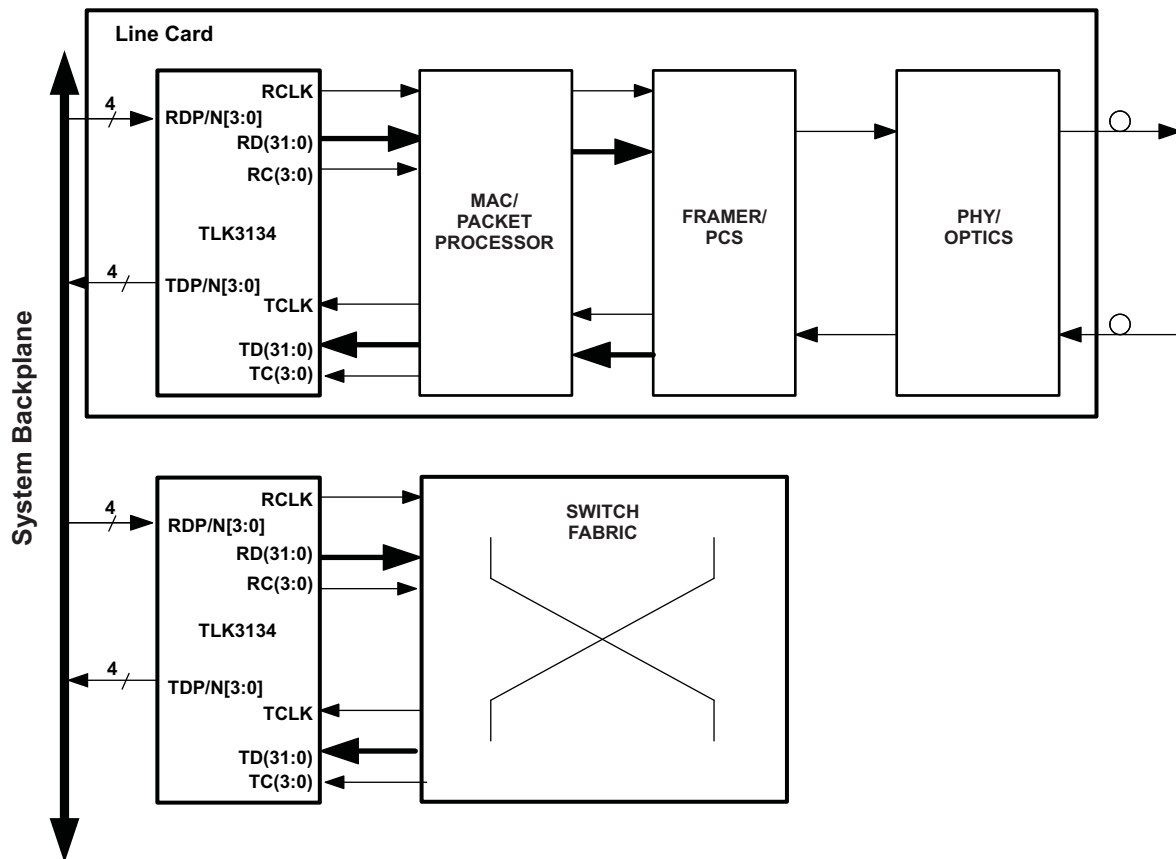 Line Card
System Backplane
4
RDP/N[3:0]
RCLK
RD(31:0)
RC(3:0)
TLK3134
4
TDP/N[3:0]
TCLK
TD(31:0)
TC(3:0)
MAC/
PACKET
PROCESSOR
FRAMER/
PCS
PHY/
OPTICS
4
RDP/N[3:0]
RCLK
RD(31:0)
RC(3:0)
TLK3134
4
TDP/N[3:0]
TCLK
TD(31:0)
TC(3:0)
SWITCH
FABRIC